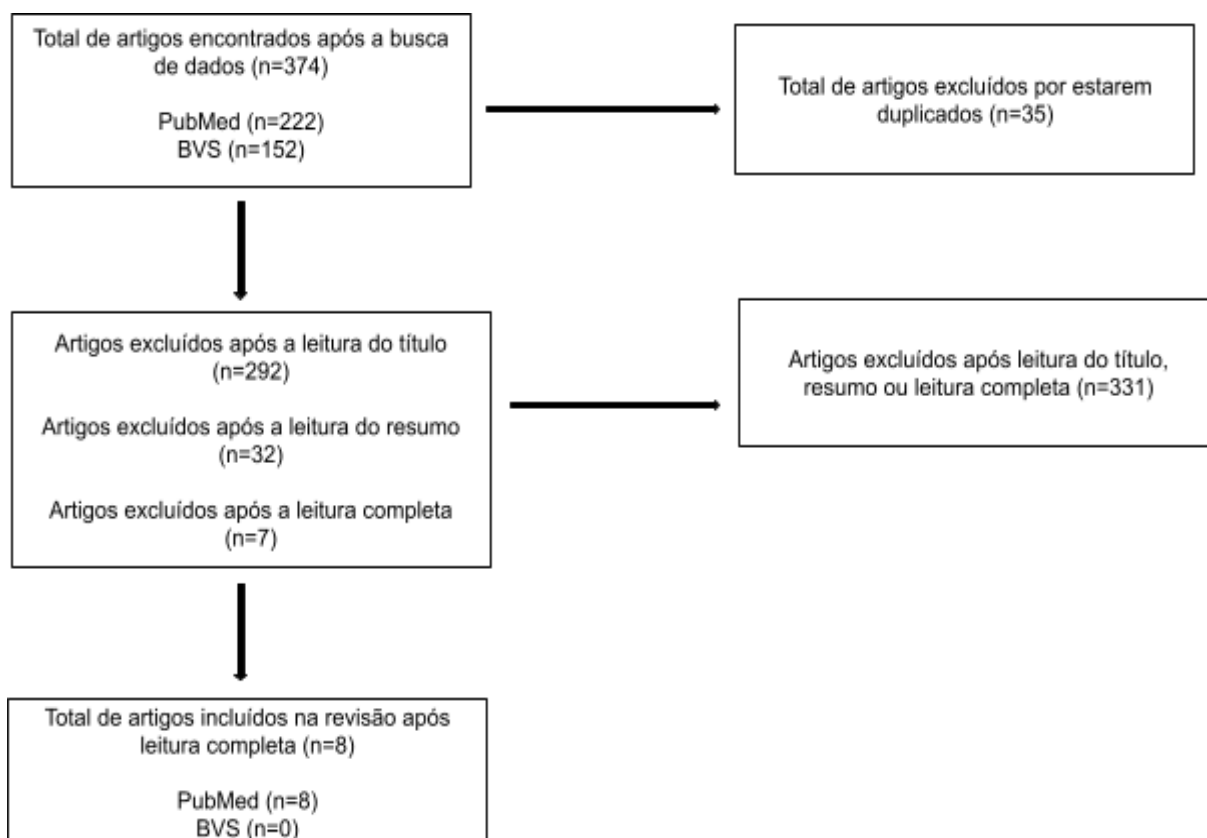 Total de artigos encontrados após a busca
de dados (n=374)
PubMed (n=222)
BVS (n=152)
Total de artigos excluídos por estarem
duplicados (n=35)
Artigos excluídos após a leitura do título
(n=292)
Artigos excluídos após a leitura do resumo
(n=32)
Artigos excluídos após a leitura completa
(n=7)
Artigos excluídos após leitura do título,
resumo ou leitura completa (n=331)
Total de artigos incluídos na revisão após
leitura completa (n=8)
PubMed (n=8)
BVS (n=0)